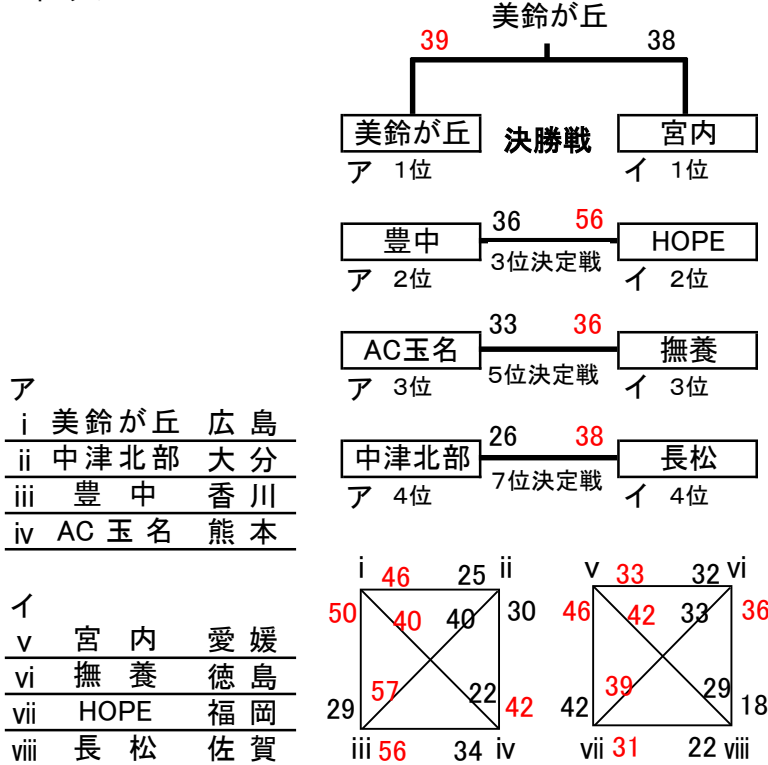 美鈴が丘
39 38
美鈴が丘 決勝戦 宮内
ア 1位 イ 1位
36 56
豊中 3位決定戦 HOPE
ア 2位 イ 2位
33 36
AC玉名 5位決定戦 撫養
ア 3位 イ 3位
26 38
中津北部 7位決定戦 長松
ア 4位 イ 4位
ア
i 美鈴が丘 広島
ii 中津北部 大分
iii 豊中 香川
iv AC玉名 熊本
イ
v 宮内 愛媛
vi 撫養 徳島
vii HOPE 福岡
viii 長松 佐賀
i 46 25 ii
50 40 40 30
29 57 22 42
iii 56 34 iv
v 33 32 vi
46 42 33 36
42 39 29 18
vii 31 22 viii